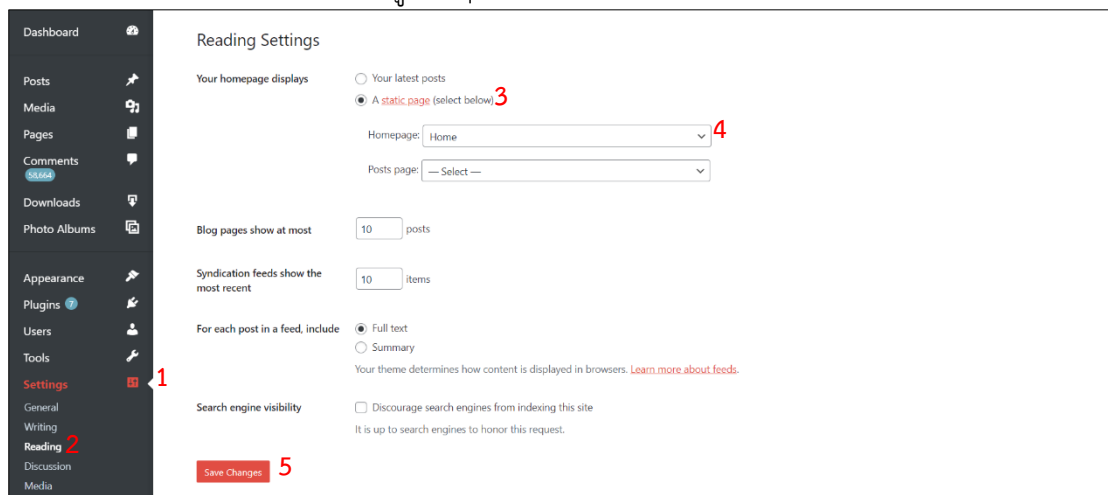 Dashboard
Posts
Media
Pages
Comments
58,664
Downloads
Photo Albums
Appearance
Plugins 7
Users
Tools
Settings 1
General
Writing
Reading 2
Discussion
Media
Reading Settings
Your homepage displays
Your latest posts
A static page (select below) 3
Homepage: Home 4
Posts page: — Select —
Blog pages show at most 10 posts
Syndication feeds show the
most recent
10 items
For each post in a feed, include
Full text
Summary
Your theme determines how content is displayed in browsers. Learn more about feeds.
Search engine visibility
Discourage search engines from indexing this site
It is up to search engines to honor this request.
Save Changes 5